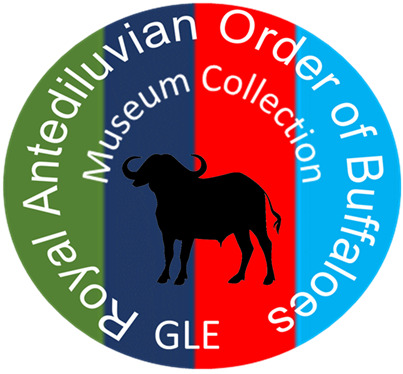 Royal Antediluvian Order of Buffaloes
Museum Collection
GLE